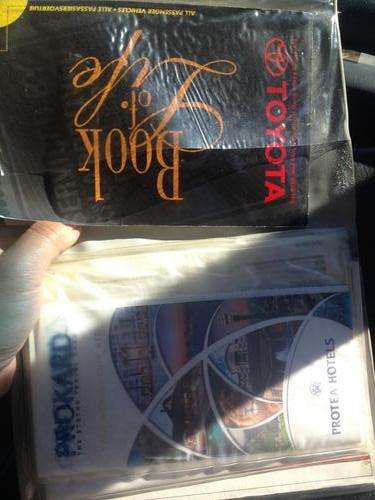 ALL PASSENGER VEHICLES • ALLE PASSASIERSVOERTUIE
Book
of
Life
TOYOTA
PROKARD
PROTEA HOTELS